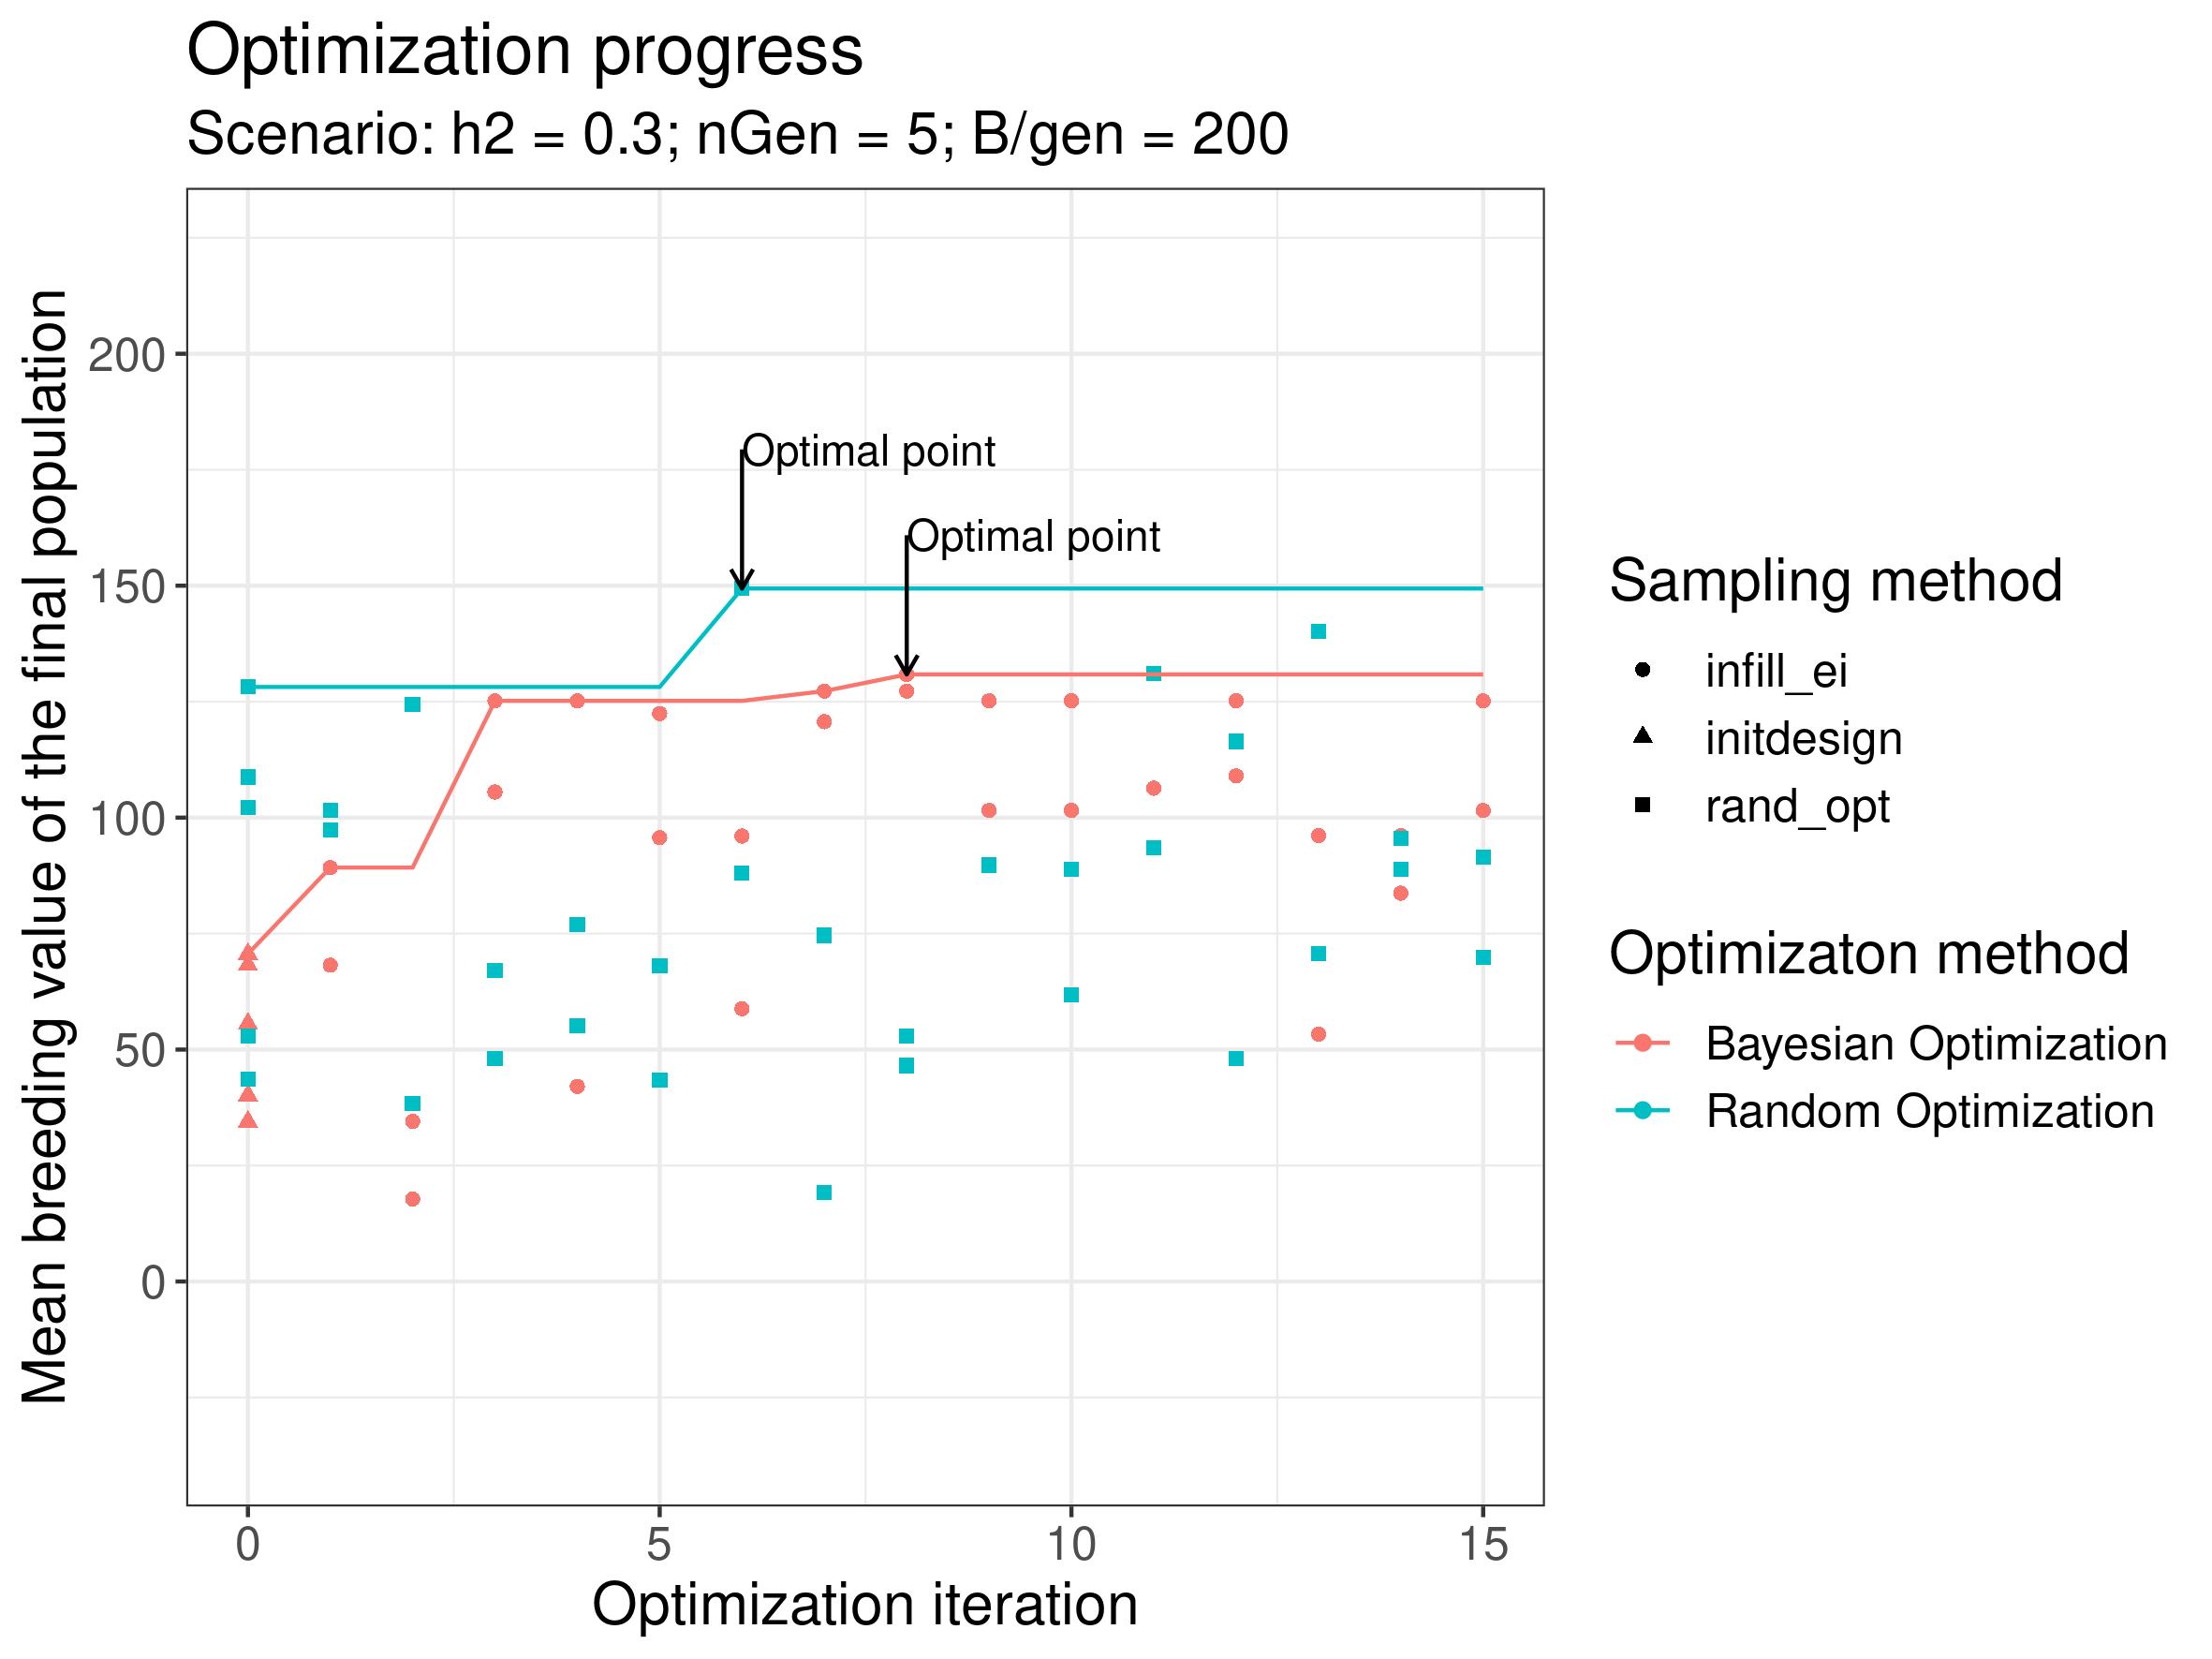 Optimization progress
Scenario: h2 = 0.3; nGen = 5; B/gen = 200
Mean breeding value of the final population
200
150
100
50
0
Optimal point
Optimal point
0
5
10
15
Optimization iteration
Sampling method
infill_ei
initdesign
rand_opt
Optimizaton method
Bayesian Optimization
Random Optimization